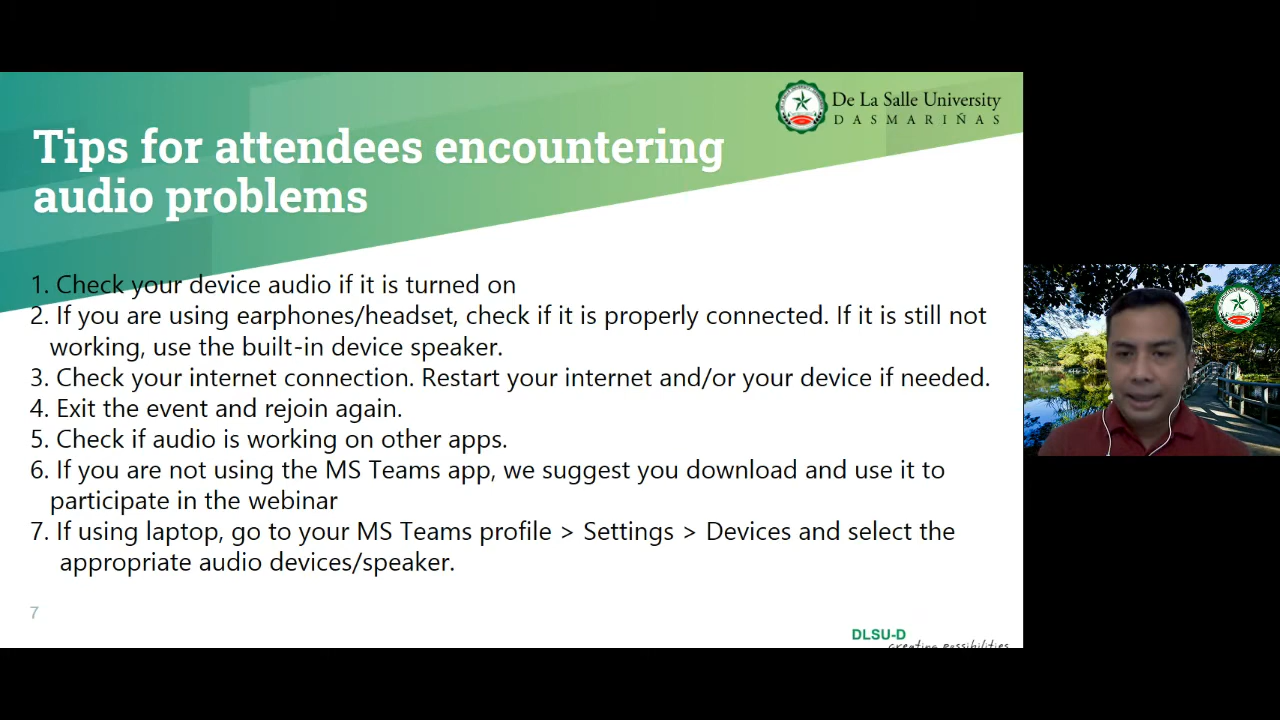 De La Salle University
DASMARIÑAS
Tips for attendees encountering
audio problems
1. Check your device audio if it is turned on
2. If you are using earphones/headset, check if it is properly connected. If it is still not
working, use the built-in device speaker.
3. Check your internet connection. Restart your internet and/or your device if needed.
4. Exit the event and rejoin again.
5. Check if audio is working on other apps.
6. If you are not using the MS Teams app, we suggest you download and use it to
participate in the webinar
7. If using laptop, go to your MS Teams profile > Settings > Devices and select the
appropriate audio devices/speaker.
7
DLSU-D
creating possibilities